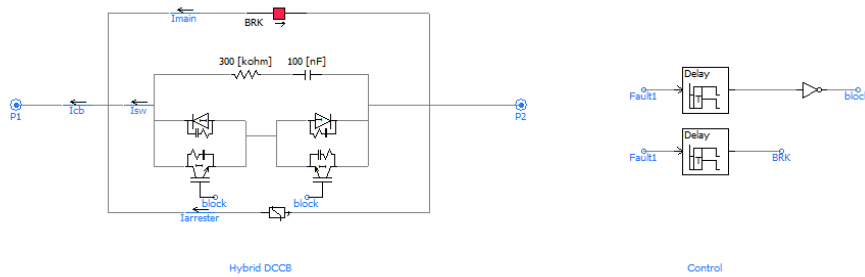 Imain
BRK
300 [kohm]
100 [nF]
P1
Icb
Isw
P2
block
block
Iarrester
Hybrid DCCB
Delay
Fault1
T
block
Delay
Fault1
T
BRK
Control